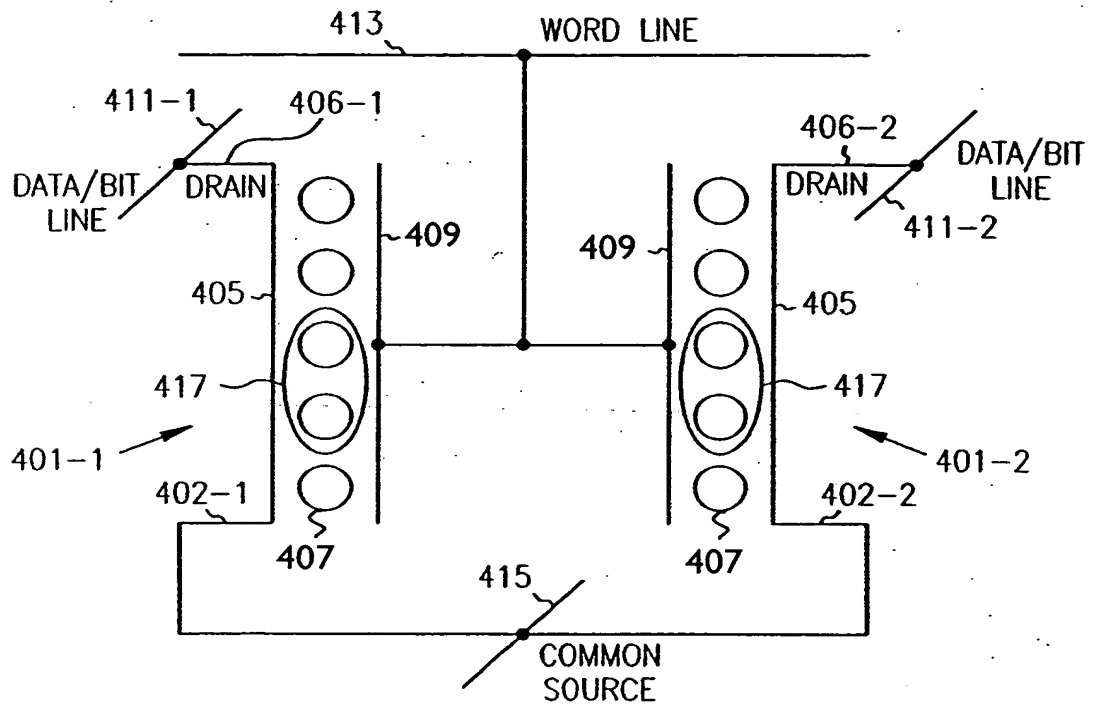 413
WORD LINE
411-1
406-1
406-2
DATA/BIT
LINE
DRAIN
DRAIN
DATA/BIT
LINE
411-2
409
409
405
405
417
417
401-1
401-2
402-1
402-2
407
407
415
COMMON
SOURCE